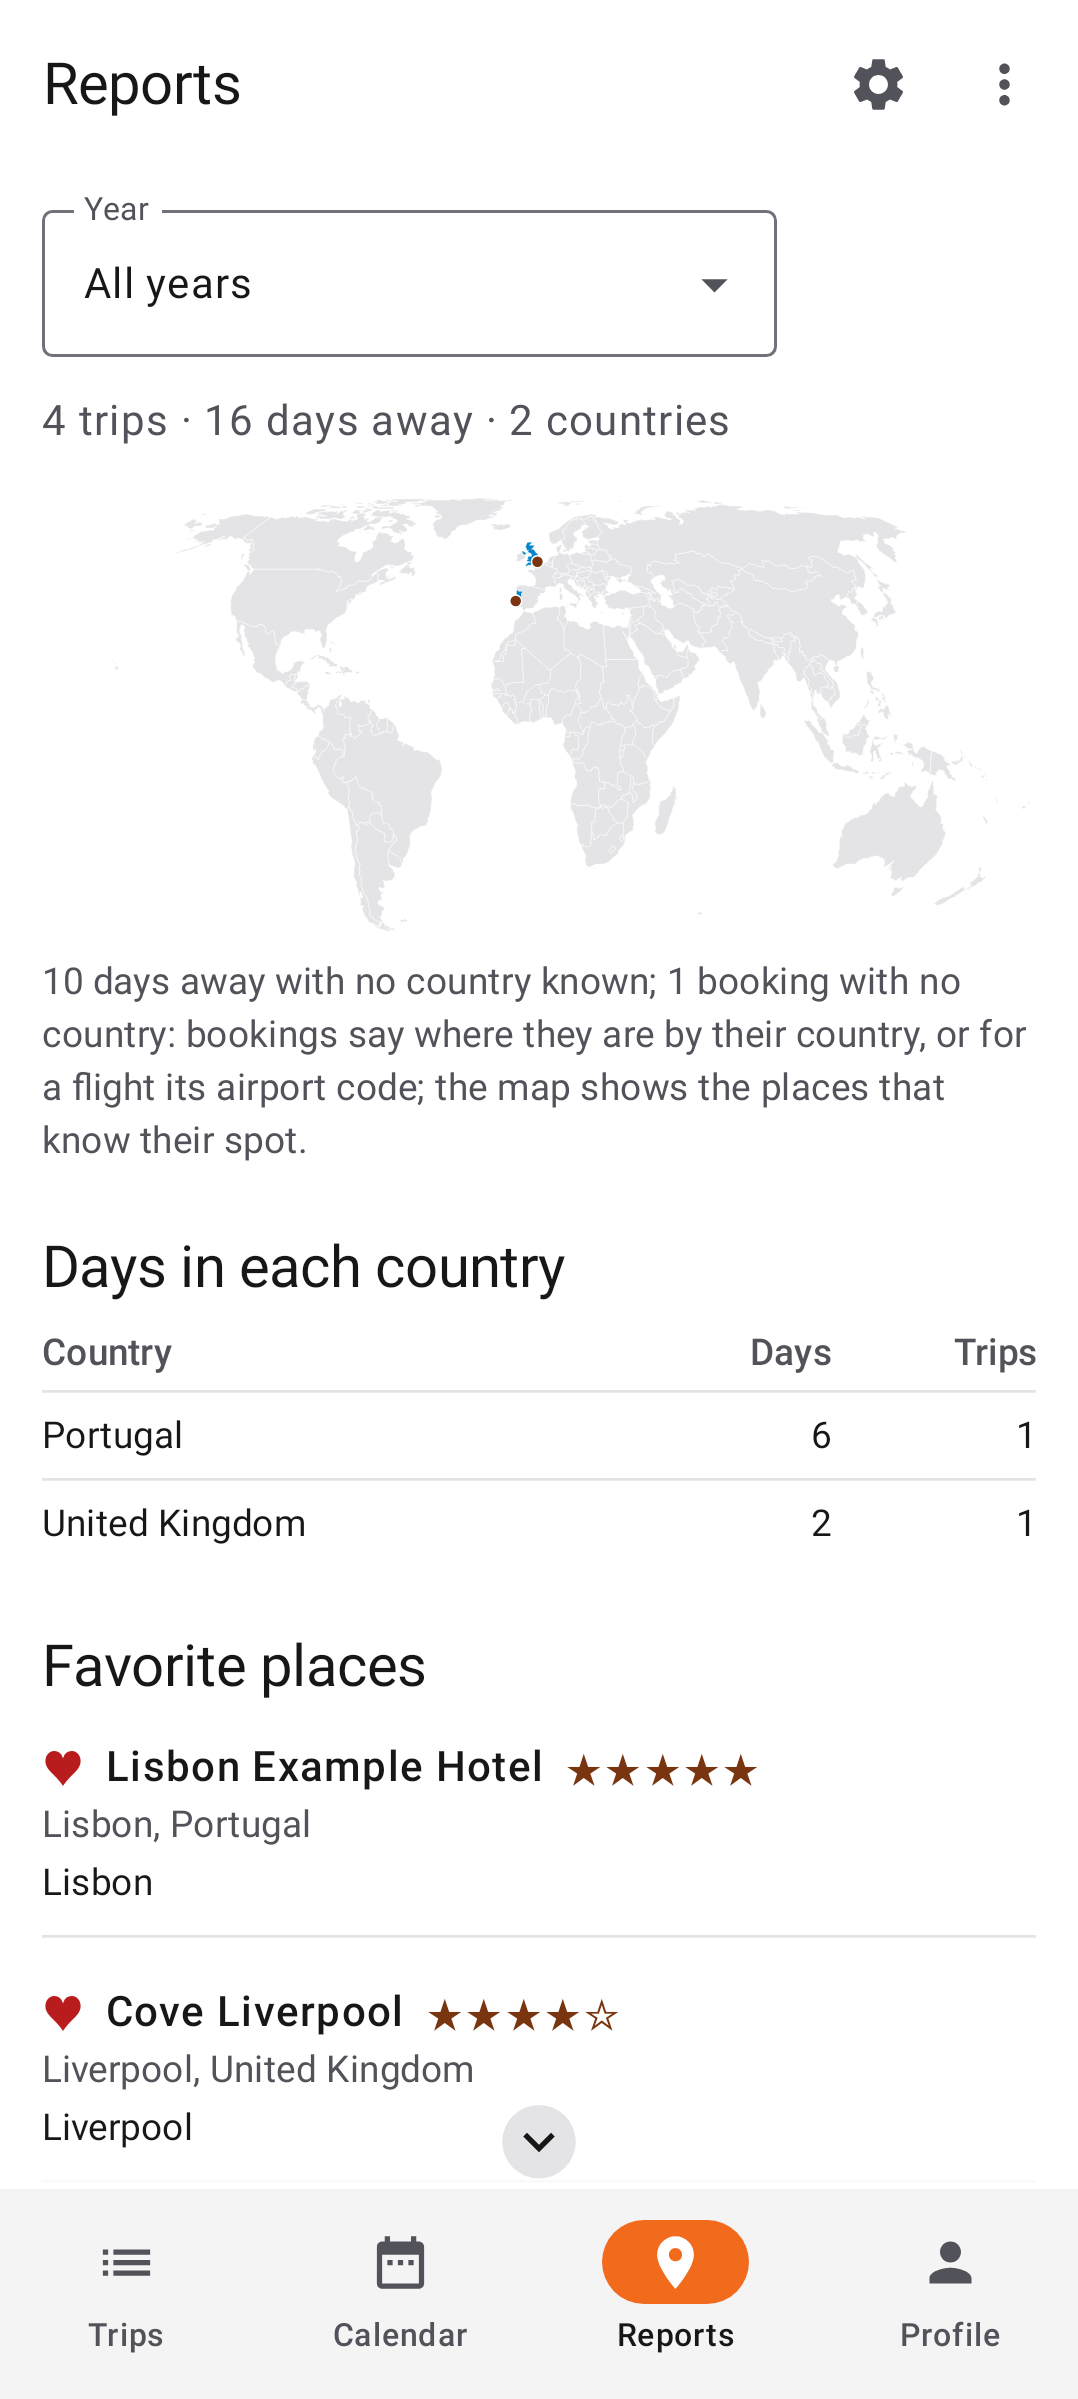 Reports
Year
All years
4 trips · 16 days away · 2 countries
10 days away with no country known; 1 booking with no
country: bookings say where they are by their country, or for
a flight its airport code; the map shows the places that
know their spot.
Days in each country
Country Days Trips
Portugal 6 1
United Kingdom 2 1
Favorite places
Lisbon Example Hotel ★★★★★
Lisbon, Portugal
Lisbon
Cove Liverpool ★★★★☆
Liverpool, United Kingdom
Liverpool
Trips Calendar Reports Profile